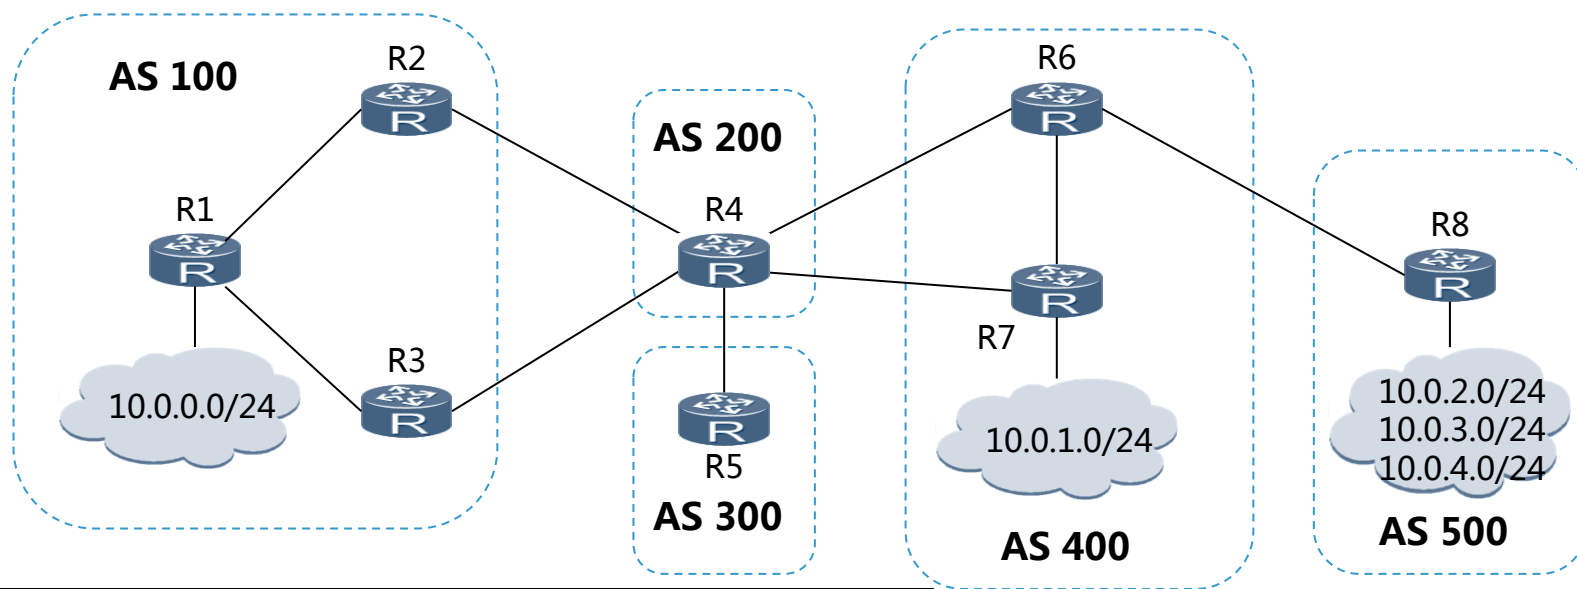 AS 100
R2
R1
R
R
10.0.0.0/24
R3
R
AS 200
R4
R
R
R5
AS 300
R6
R
R
R7
10.0.1.0/24
AS 400
R8
R
10.0.2.0/24
10.0.3.0/24
10.0.4.0/24
AS 500